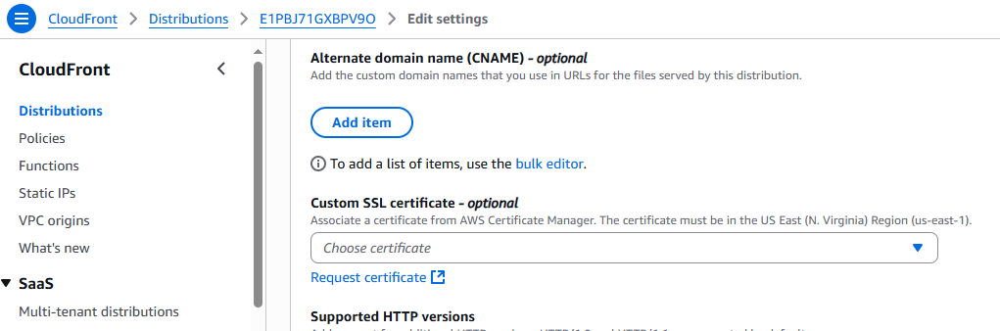 CloudFront > Distributions > E1PBJ71GXBPV9O > Edit settings
CloudFront
Distributions
Policies
Functions
Static IPs
VPC origins
What's new
SaaS
Multi-tenant distributions
Alternate domain name (CNAME) - optional
Add the custom domain names that you use in URLs for the files served by this distribution.
Add item
To add a list of items, use the bulk editor.
Custom SSL certificate - optional
Associate a certificate from AWS Certificate Manager. The certificate must be in the US East (N. Virginia) Region (us-east-1).
Choose certificate
Request certificate
Supported HTTP versions